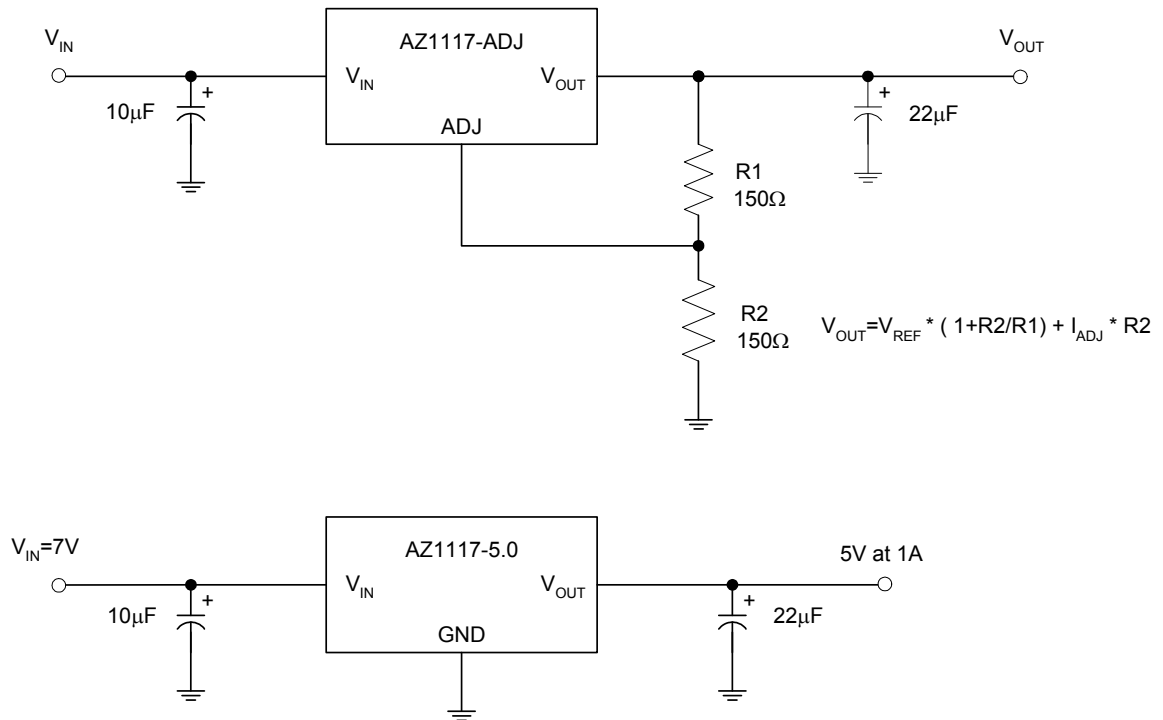 V_IN
AZ1117-ADJ
V_OUT
V_IN
V_OUT
10μF
+
+
22μF
ADJ
R1
150Ω
R2
150Ω
V_OUT=V_REF * ( 1+R2/R1) + I_ADJ * R2
V_IN=7V
AZ1117-5.0
5V at 1A
V_IN
V_OUT
10μF
+
+
22μF
GND